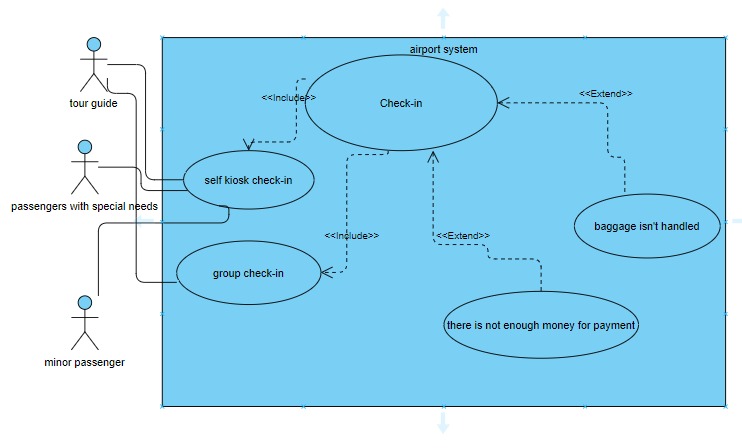 airport system
tour guide
<<Include>>
Check-in
<<Extend>>
self kiosk check-in
passengers with special needs
<<Include>>
<<Extend>>
baggage isn't handled
group check-in
there is not enough money for payment
minor passenger